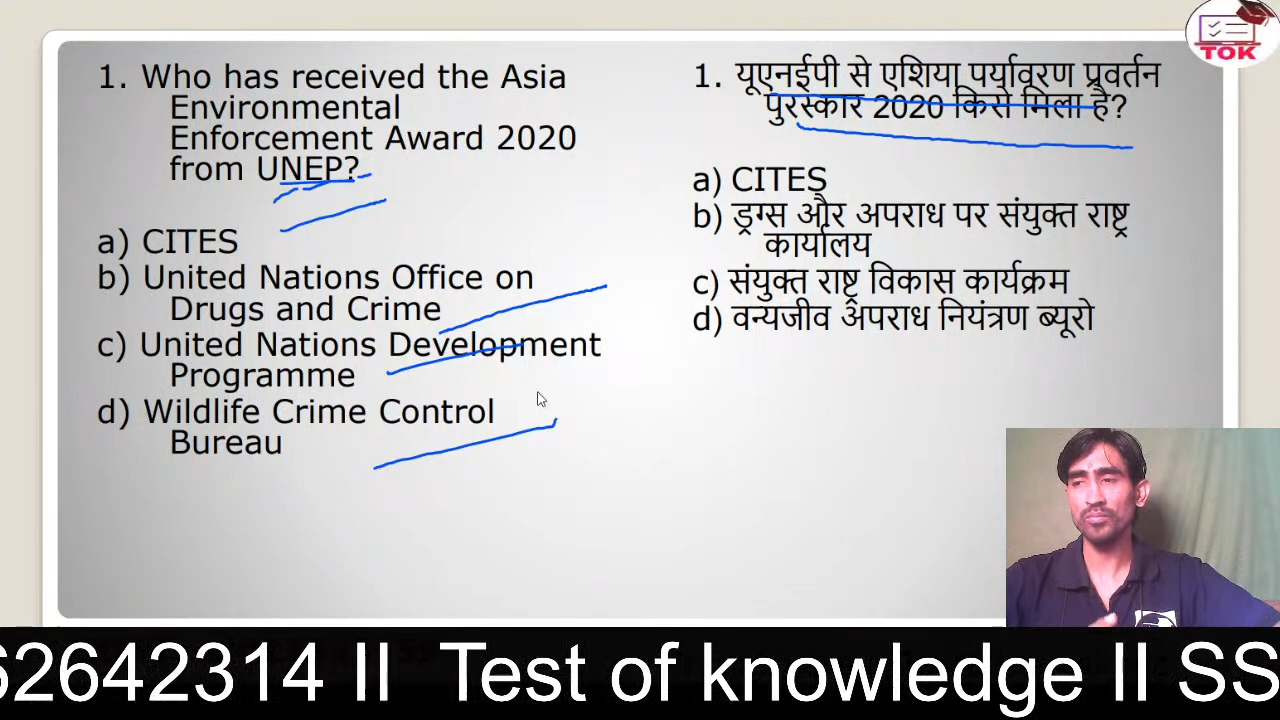 1. Who has received the Asia
Environmental
Enforcement Award 2020
from UNEP?
a) CITES
b) United Nations Office on
Drugs and Crime
c) United Nations Development
Programme
d) Wildlife Crime Control
Bureau
1. यूएनईपी से एशिया पर्यावरण प्रवर्तन
पुरस्कार 2020 किसे मिला है?
a) CITES
b) ड्रग्स और अपराध पर संयुक्त राष्ट्र
कार्यालय
c) संयुक्त राष्ट्र विकास कार्यक्रम
d) वन्यजीव अपराध नियंत्रण ब्यूरो
TOK
62642314 II Test of knowledge II SS